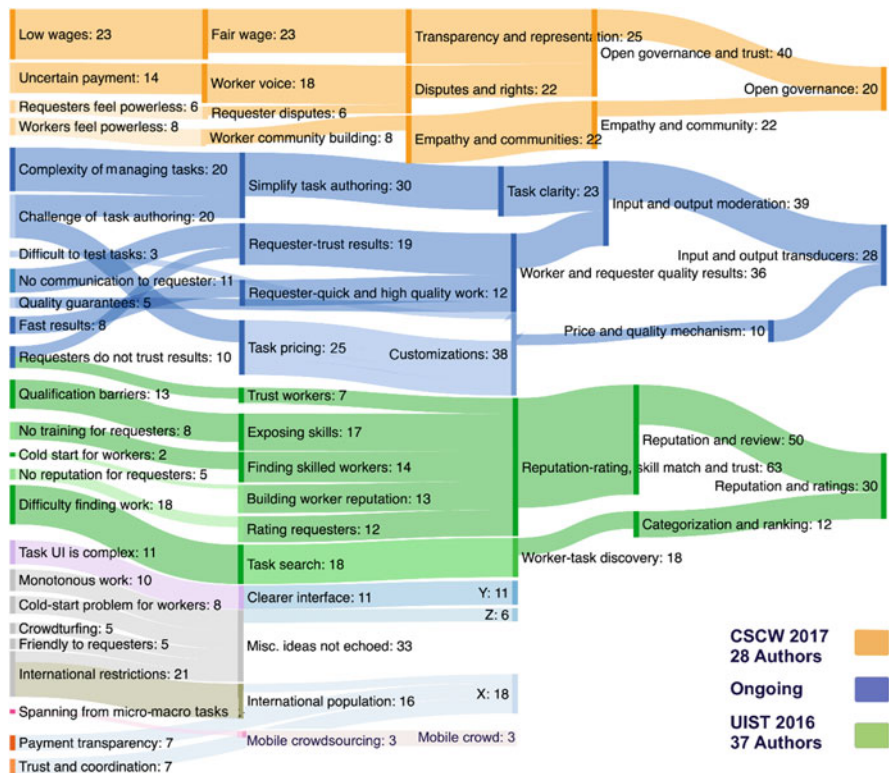 Low wages: 23
Fair wage: 23
Transparency and representation: 25
Open governance and trust: 40
Uncertain payment: 14
Worker voice: 18
Disputes and rights: 22
Open governance: 20
Requesters feel powerless: 6
Requester disputes: 6
Workers feel powerless: 8
Worker community building: 8
Empathy and communities: 22
Empathy and community: 22
Complexity of managing tasks: 20
Simplify task authoring: 30
Task clarity: 23
Input and output moderation: 39
Challenge of task authoring: 20
Difficult to test tasks: 3
Requester-trust results: 19
Input and output transducers: 28
No communication to requester: 11
Worker and requester quality results: 36
Quality guarantees: 5
Requester-quick and high quality work: 12
Fast results: 8
Price and quality mechanism: 10
Requesters do not trust results: 10
Task pricing: 25
Customizations: 38
Qualification barriers: 13
Trust workers: 7
No training for requesters: 8
Exposing skills: 17
Reputation and review: 50
Cold start for workers: 2
Finding skilled workers: 14
Reputation-rating, skill match and trust: 63
No reputation for requesters: 5
Reputation and ratings: 30
Difficulty finding work: 18
Building worker reputation: 13
Rating requesters: 12
Categorization and ranking: 12
Task UI is complex: 11
Task search: 18
Worker-task discovery: 18
Monotonous work: 10
Clearer interface: 11
Y: 11
Cold-start problem for workers: 8
Z: 6
Crowdturfing: 5
Friendly to requesters: 5
Misc. ideas not echoed: 33
International restrictions: 21
International population: 16
X: 18
Spanning from micro-macro tasks
Payment transparency: 7
Mobile crowdsourcing: 3
Mobile crowd: 3
Trust and coordination: 7
CSCW 2017
28 Authors
Ongoing
UIST 2016
37 Authors